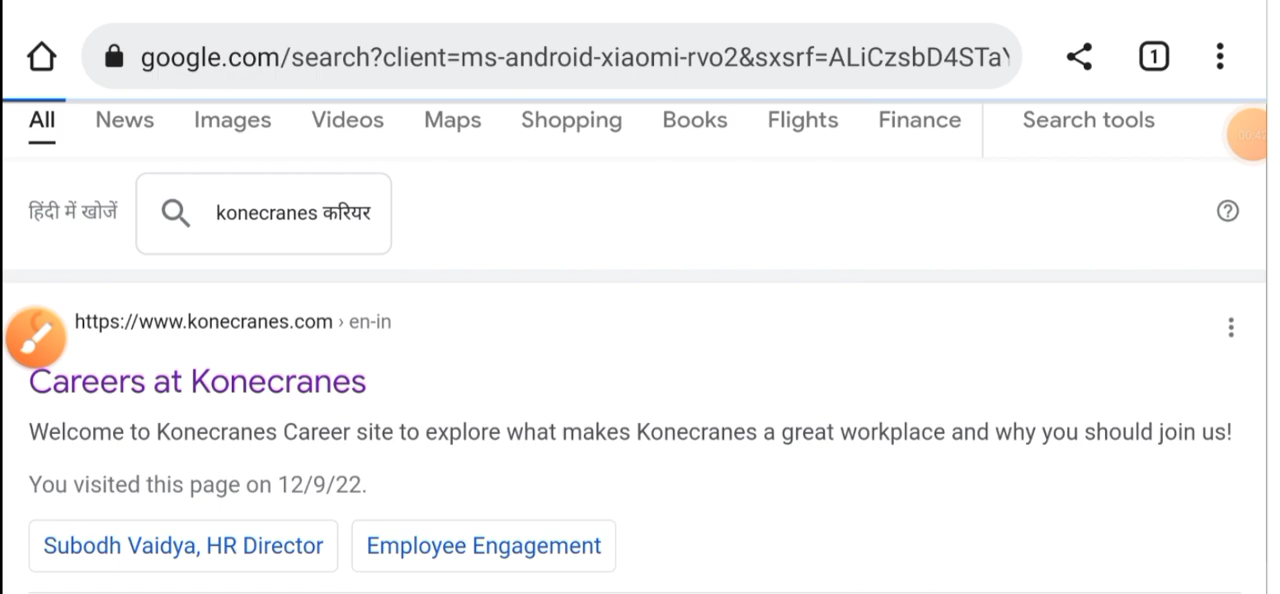 google.com/search?client=ms-android-xiaomi-rvo2&sxsrf=ALiCzsbD4STa
1
All News Images Videos Maps Shopping Books Flights Finance Search tools
हिंदी में खोजें konecranes करियर
https://www.konecranes.com › en-in
Careers at Konecranes
Welcome to Konecranes Career site to explore what makes Konecranes a great workplace and why you should join us!
You visited this page on 12/9/22.
Subodh Vaidya, HR Director Employee Engagement